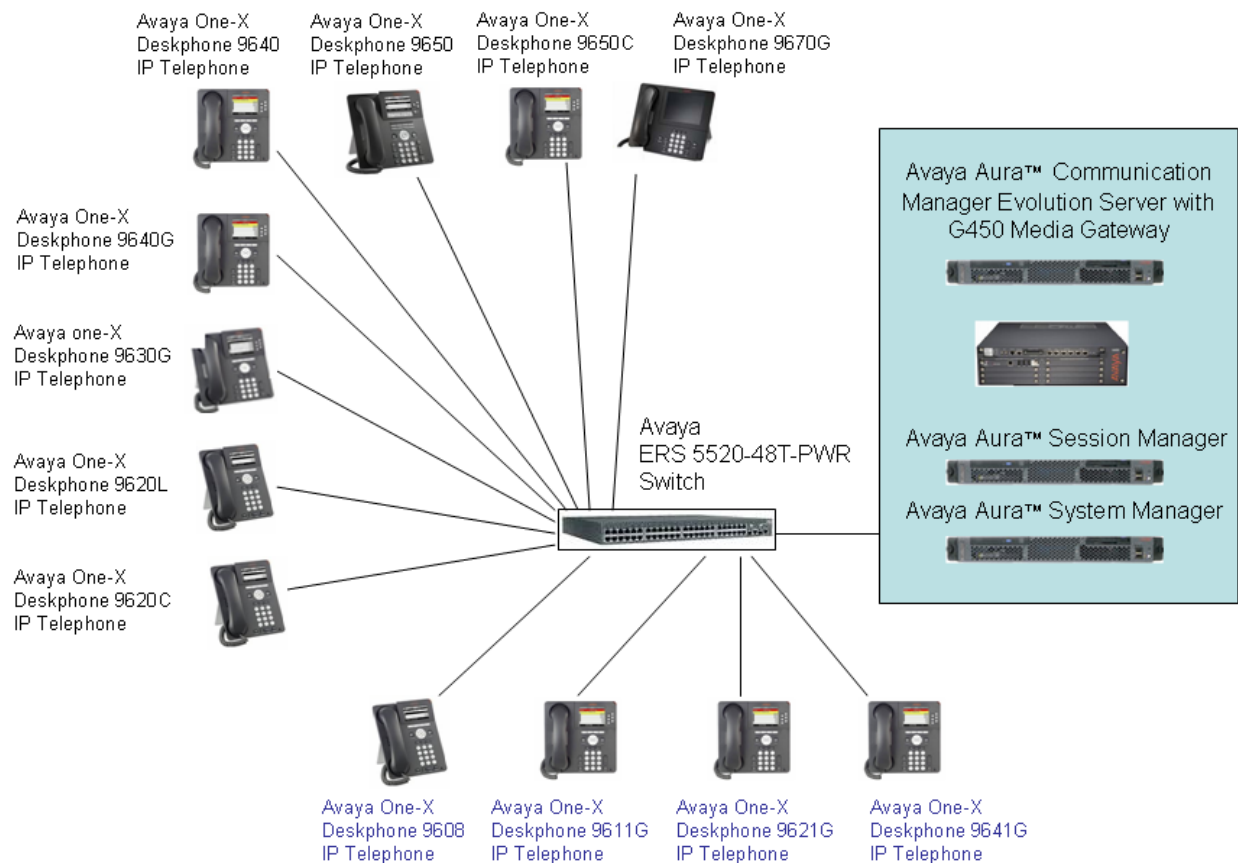 Avaya One-X
Deskphone 9640
IP Telephone
Avaya One-X
Deskphone 9650
IP Telephone
Avaya One-X
Deskphone 9650C
IP Telephone
Avaya One-X
Deskphone 9670G
IP Telephone
Avaya One-X
Deskphone 9640G
IP Telephone
Avaya one-X
Deskphone 9630G
IP Telephone
Avaya One-X
Deskphone 9620L
IP Telephone
Avaya One-X
Deskphone 9620C
IP Telephone
Avaya
ERS 5520-48T-PWR
Switch
Avaya Aura™ Communication
Manager Evolution Server with
G450 Media Gateway
Avaya Aura™ Session Manager
Avaya Aura™ System Manager
Avaya One-X
Deskphone 9608
IP Telephone
Avaya One-X
Deskphone 9611G
IP Telephone
Avaya One-X
Deskphone 9621G
IP Telephone
Avaya One-X
Deskphone 9641G
IP Telephone